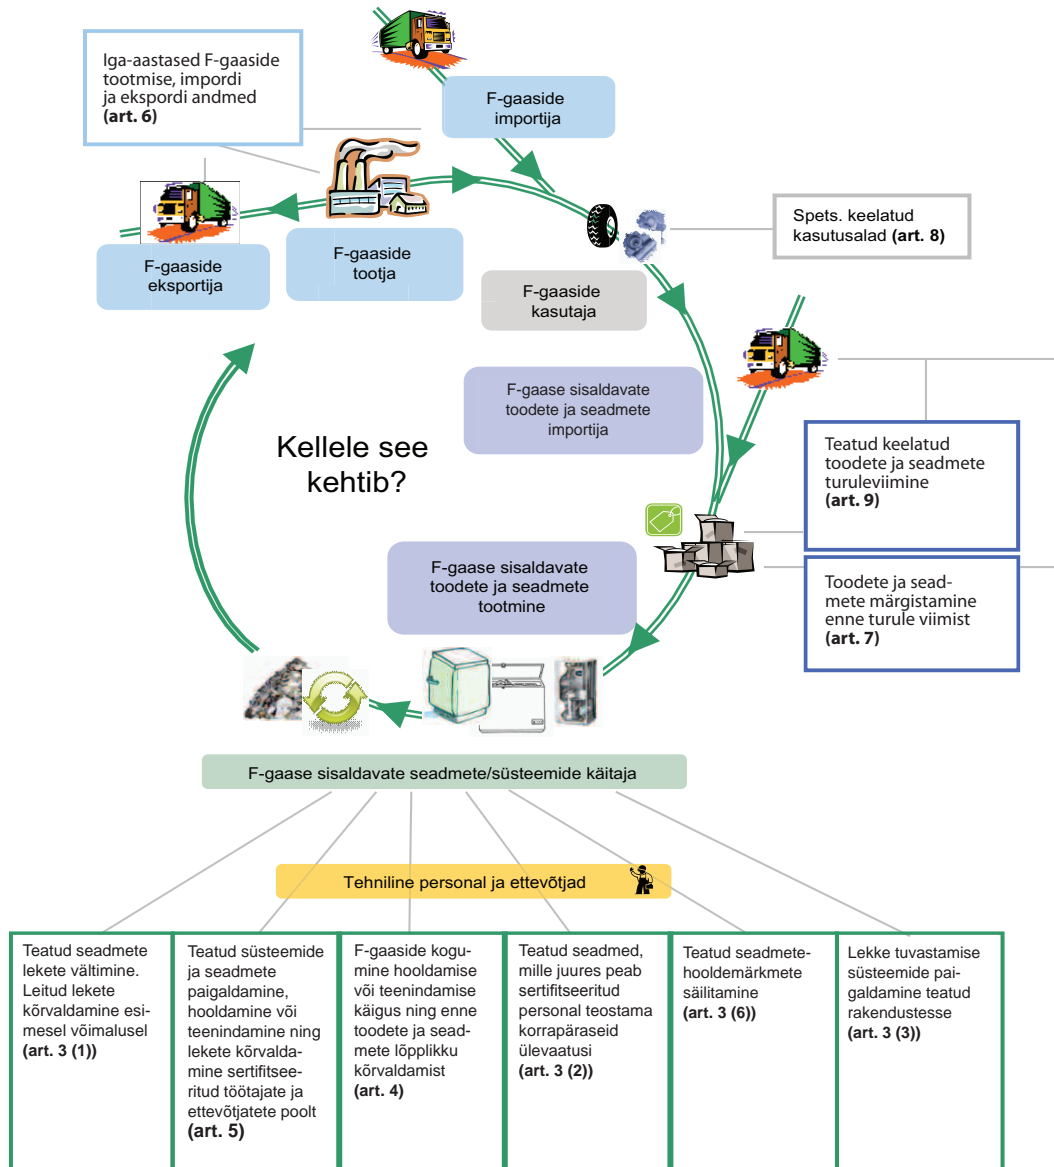 Iga-aastased F-gaaside
tootmise, impordi
ja ekspordi andmed
(art. 6)
F-gaaside
importija
F-gaaside
eksportija
F-gaaside
tootja
Spets. keelatud
kasutusalad (art. 8)
F-gaaside
kasutaja
F-gaase sisaldavate
toodete ja seadmete
importija
Kellele see
kehtib?
Teatud keelatud
toodete ja seadmete
turuleviimine
(art. 9)
F-gaase sisaldavate
toodete ja seadmete
tootmine
Toodete ja sead-
mete märgistamine
enne turule viimist
(art. 7)
F-gaase sisaldavate seadmete/süsteemide käitaja
Tehniline personal ja ettevõtjad
Teatud seadmete
lekete vältimine.
Leitud lekete
kõrvaldamine esi-
mesel võimalusel
(art. 3 (1))
Teatud süsteemide
ja seadmete
paigaldamine,
hooldamine või
teenindamine ning
lekete kõrvalda-
mine sertifitsee-
ritud töötajate ja
ettevõtjatete poolt
(art. 5)
F-gaaside kogu-
mine hooldamise
või teenindamise
käigus ning enne
toodete ja sead-
mete lõpplikku
kõrvaldamist
(art. 4)
Teatud seadmed,
mille juures peab
sertifitseeritud
personal teostama
korrapäraseid
ülevaatusi
(art. 3 (2))
Teatud seadmete-
hooldemärkmete
säilitamine
(art. 3 (6))
Lekke tuvastamise
süsteemide pai-
galdamine teatud
rakendustesse
(art. 3 (3))